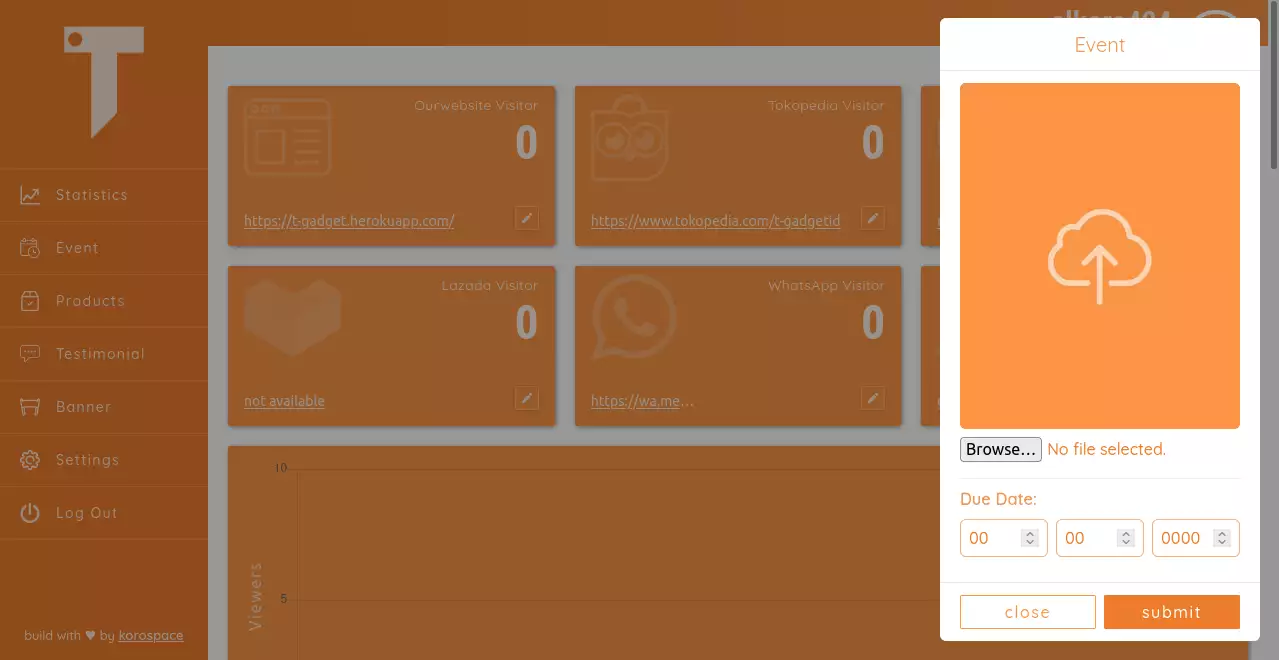 Statistics
Event
Products
Testimonial
Banner
Settings
Log Out
build with ♥ by korospace
Ourwebsite Visitor
0
https://t-gadget.herokuapp.com/
Tokopedia Visitor
0
https://www.tokopedia.com/t-gadgetid
Lazada Visitor
0
not available
WhatsApp Visitor
0
https://wa.me...
10
5
Viewers
Event
Browse...
No file selected.
Due Date:
00
00
0000
close
submit